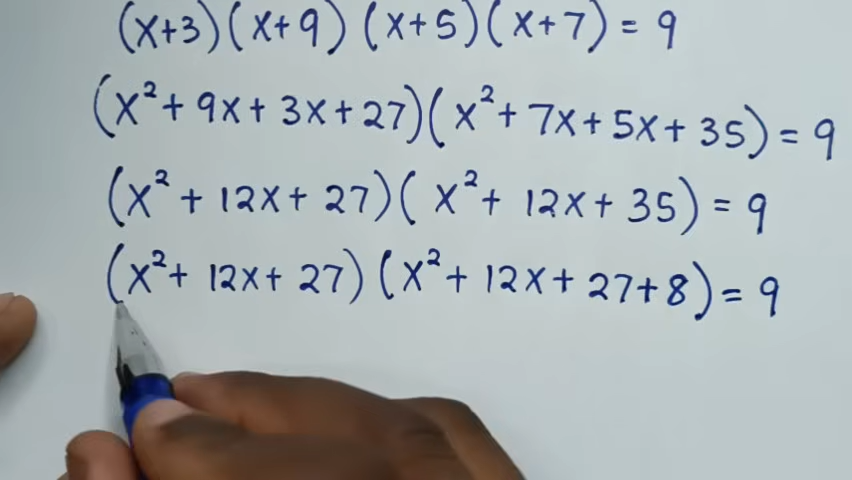 (x+3)(x+9)(x+5)(x+7) = 9
(x² + 9x + 3x + 27)(x² + 7x + 5x + 35) = 9
(x² + 12x + 27)(x² + 12x + 35) = 9
(x² + 12x + 27)(x² + 12x + 27+8) = 9